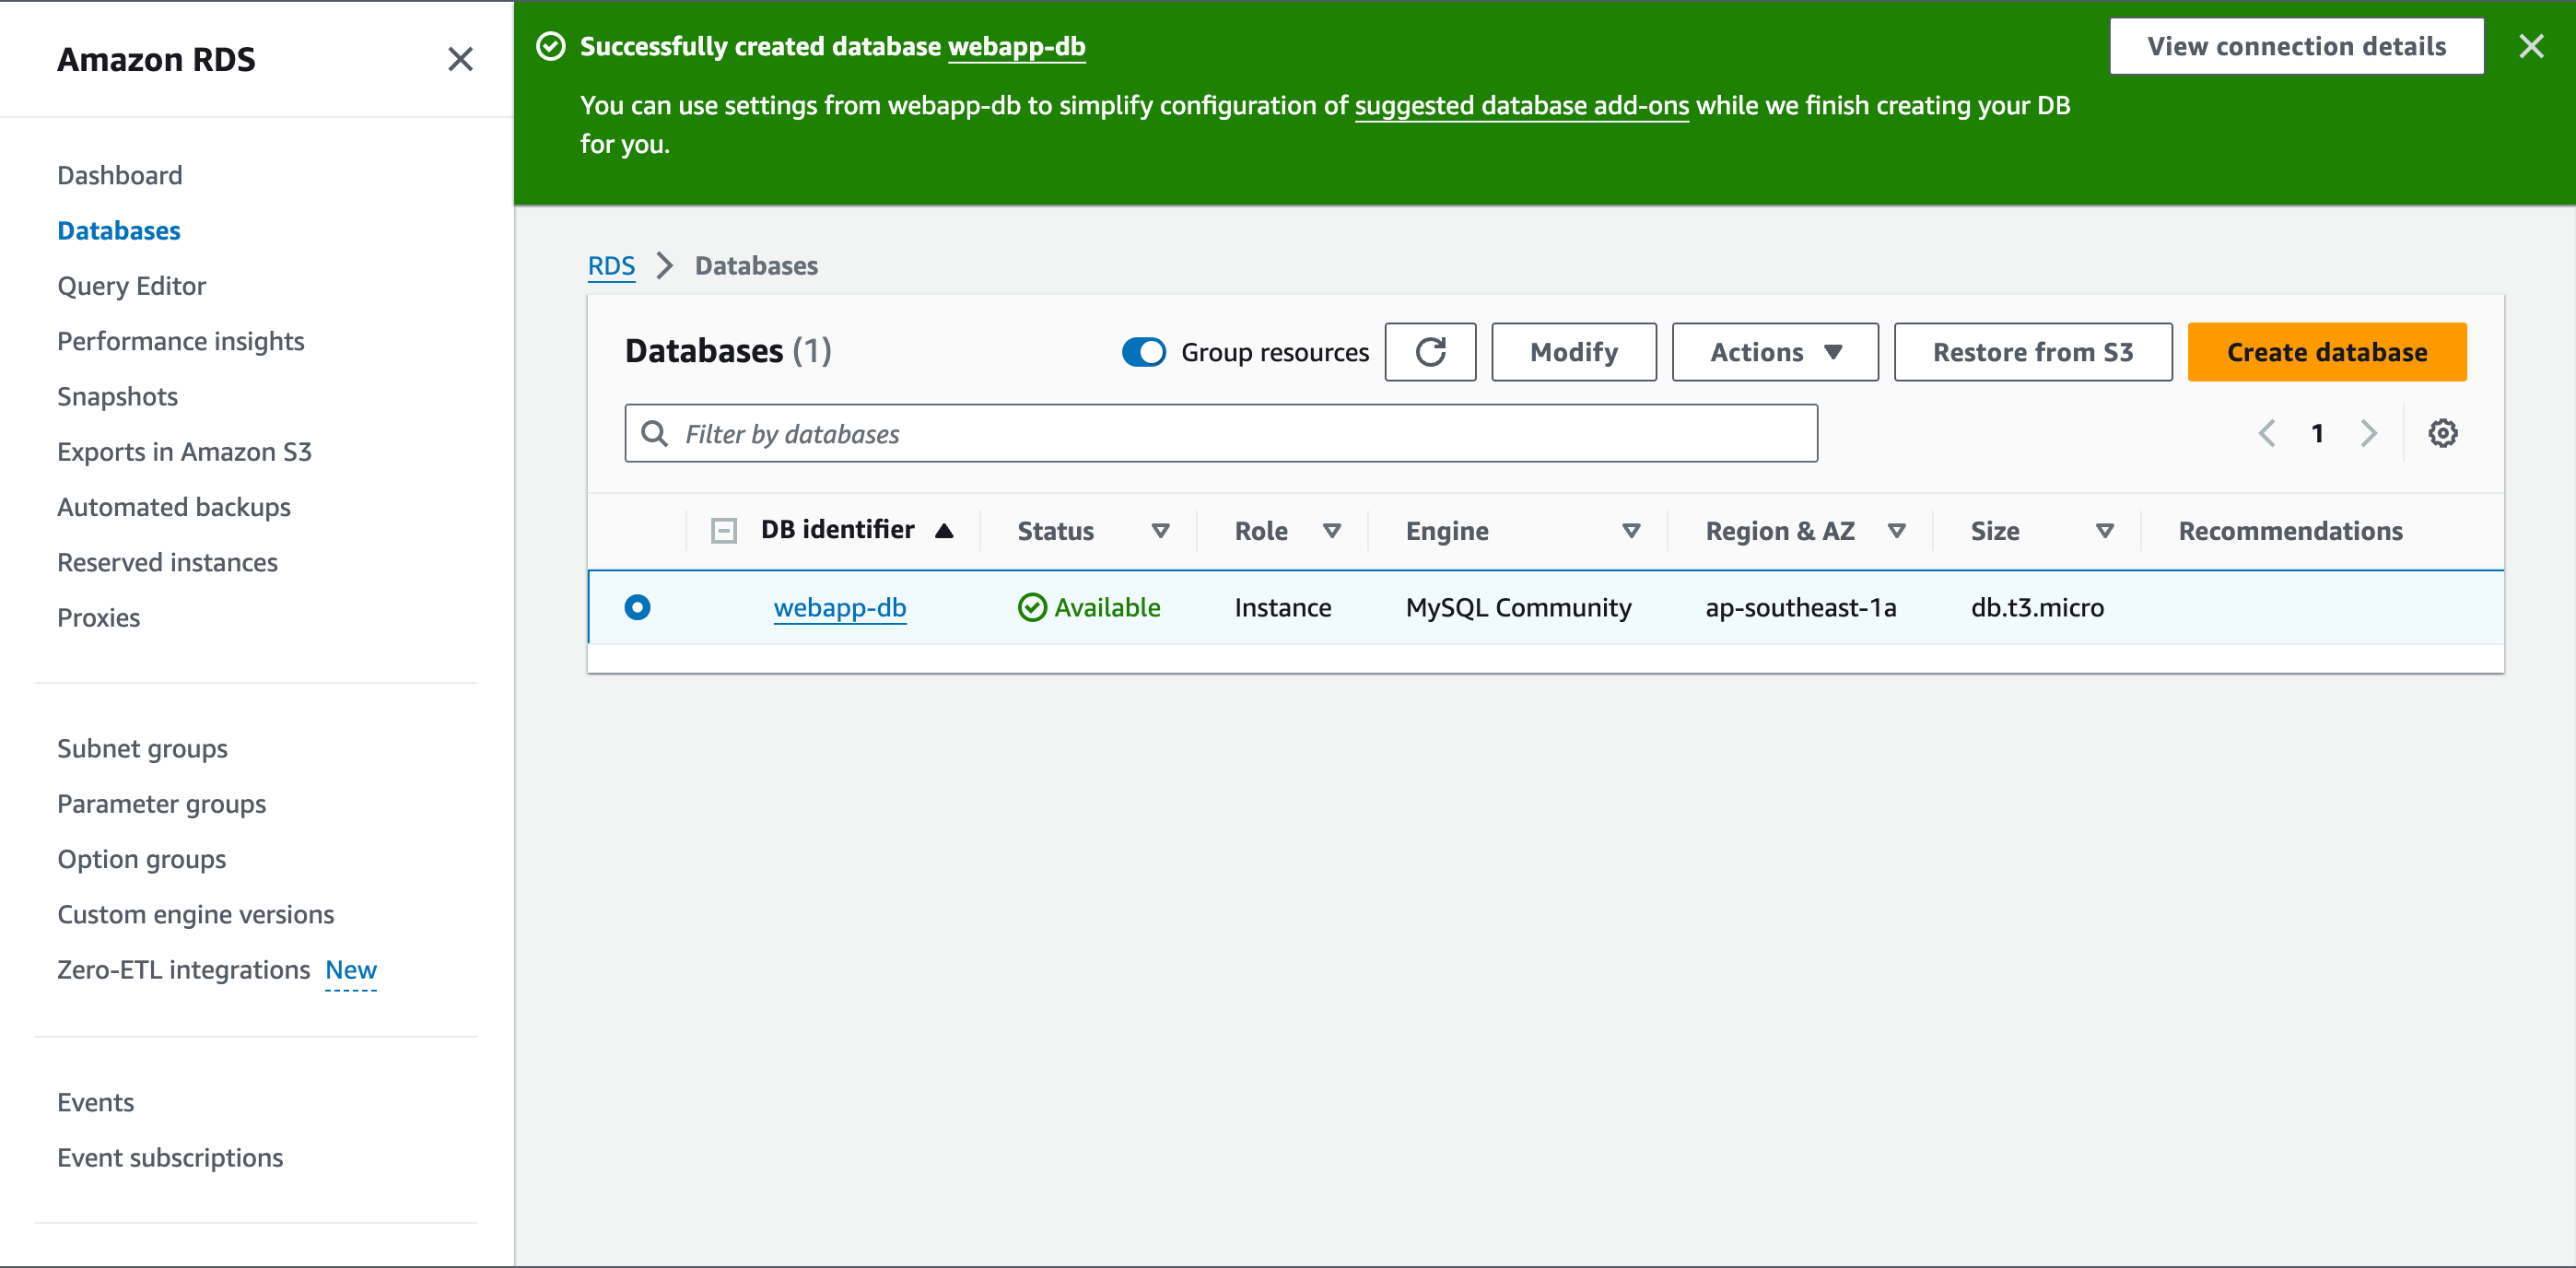 Amazon RDS
Dashboard
Databases
Query Editor
Performance insights
Snapshots
Exports in Amazon S3
Automated backups
Reserved instances
Proxies
Subnet groups
Parameter groups
Option groups
Custom engine versions
Zero-ETL integrations New
Events
Event subscriptions
Successfully created database webapp-db
View connection details
You can use settings from webapp-db to simplify configuration of suggested database add-ons while we finish creating your DB
for you.
RDS Databases
Databases (1) Group resources Modify Actions Restore from S3 Create database
Filter by databases 1
DB identifier Status Role Engine Region & AZ Size Recommendations
webapp-db Available Instance MySQL Community ap-southeast-1a db.t3.micro